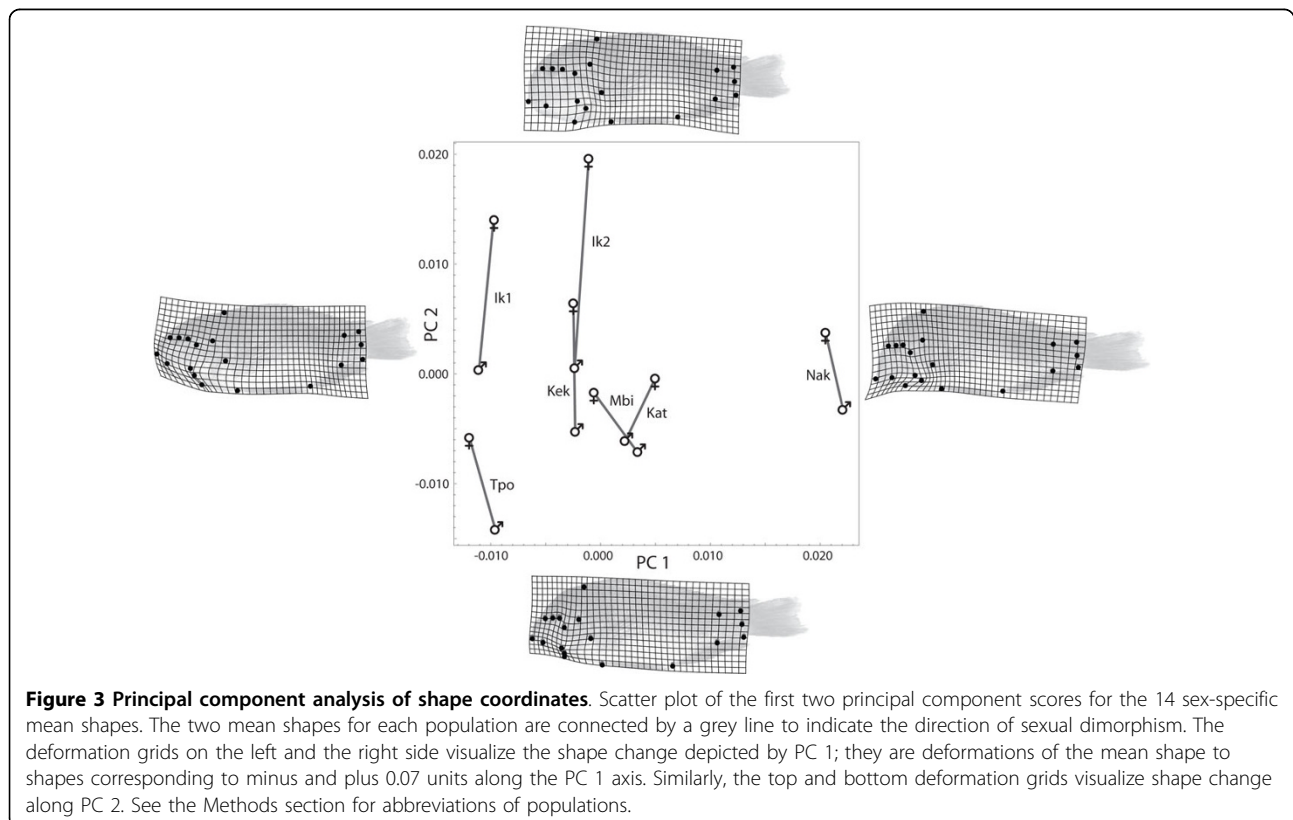 0.020
♀
♀
Ik2
0.010
Ik1
♀
PC 2
♀
0.000
♂
♂
Nak
♀
♀
Kek
Mbi
Kat
♂
♂
♂
♂
♀
-0.010
Tpo
♂
-0.010
0.000
0.010
0.020
PC 1
Figure 3 Principal component analysis of shape coordinates. Scatter plot of the first two principal component scores for the 14 sex-specific
mean shapes. The two mean shapes for each population are connected by a grey line to indicate the direction of sexual dimorphism. The
deformation grids on the left and the right side visualize the shape change depicted by PC 1; they are deformations of the mean shape to
shapes corresponding to minus and plus 0.07 units along the PC 1 axis. Similarly, the top and bottom deformation grids visualize shape change
along PC 2. See the Methods section for abbreviations of populations.